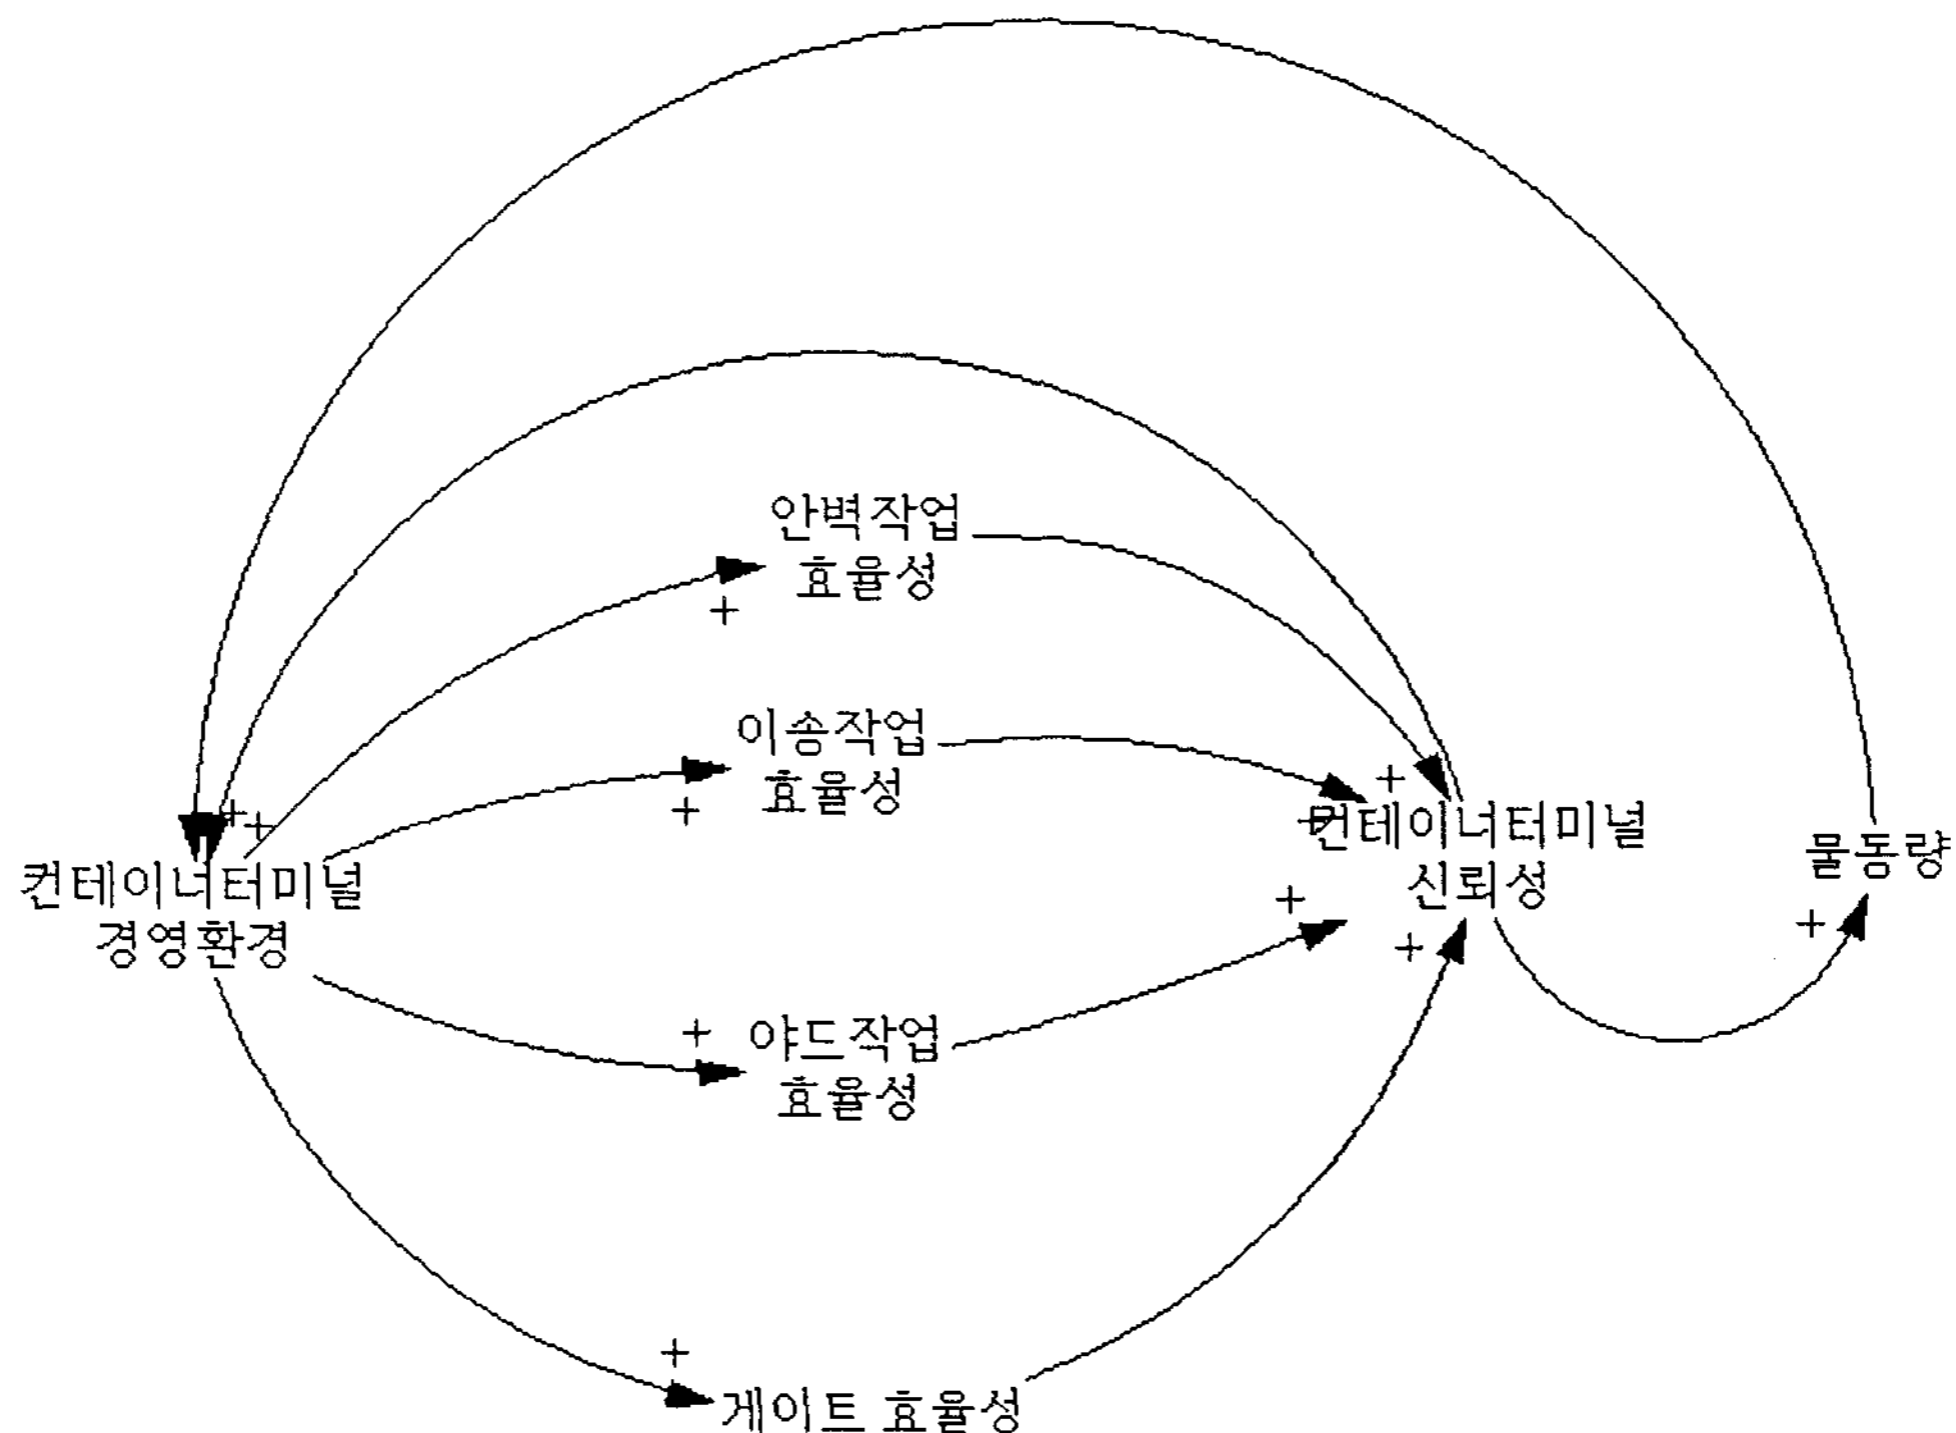 안벽작업
효율성
+
이송작업
효율성
+
+
+
컨테이너터미널
신뢰성
+
물동량
+
+
+
컨테이너터미널
경영환경
+
+
야드작업
효율성
+
+
게이트 효율성